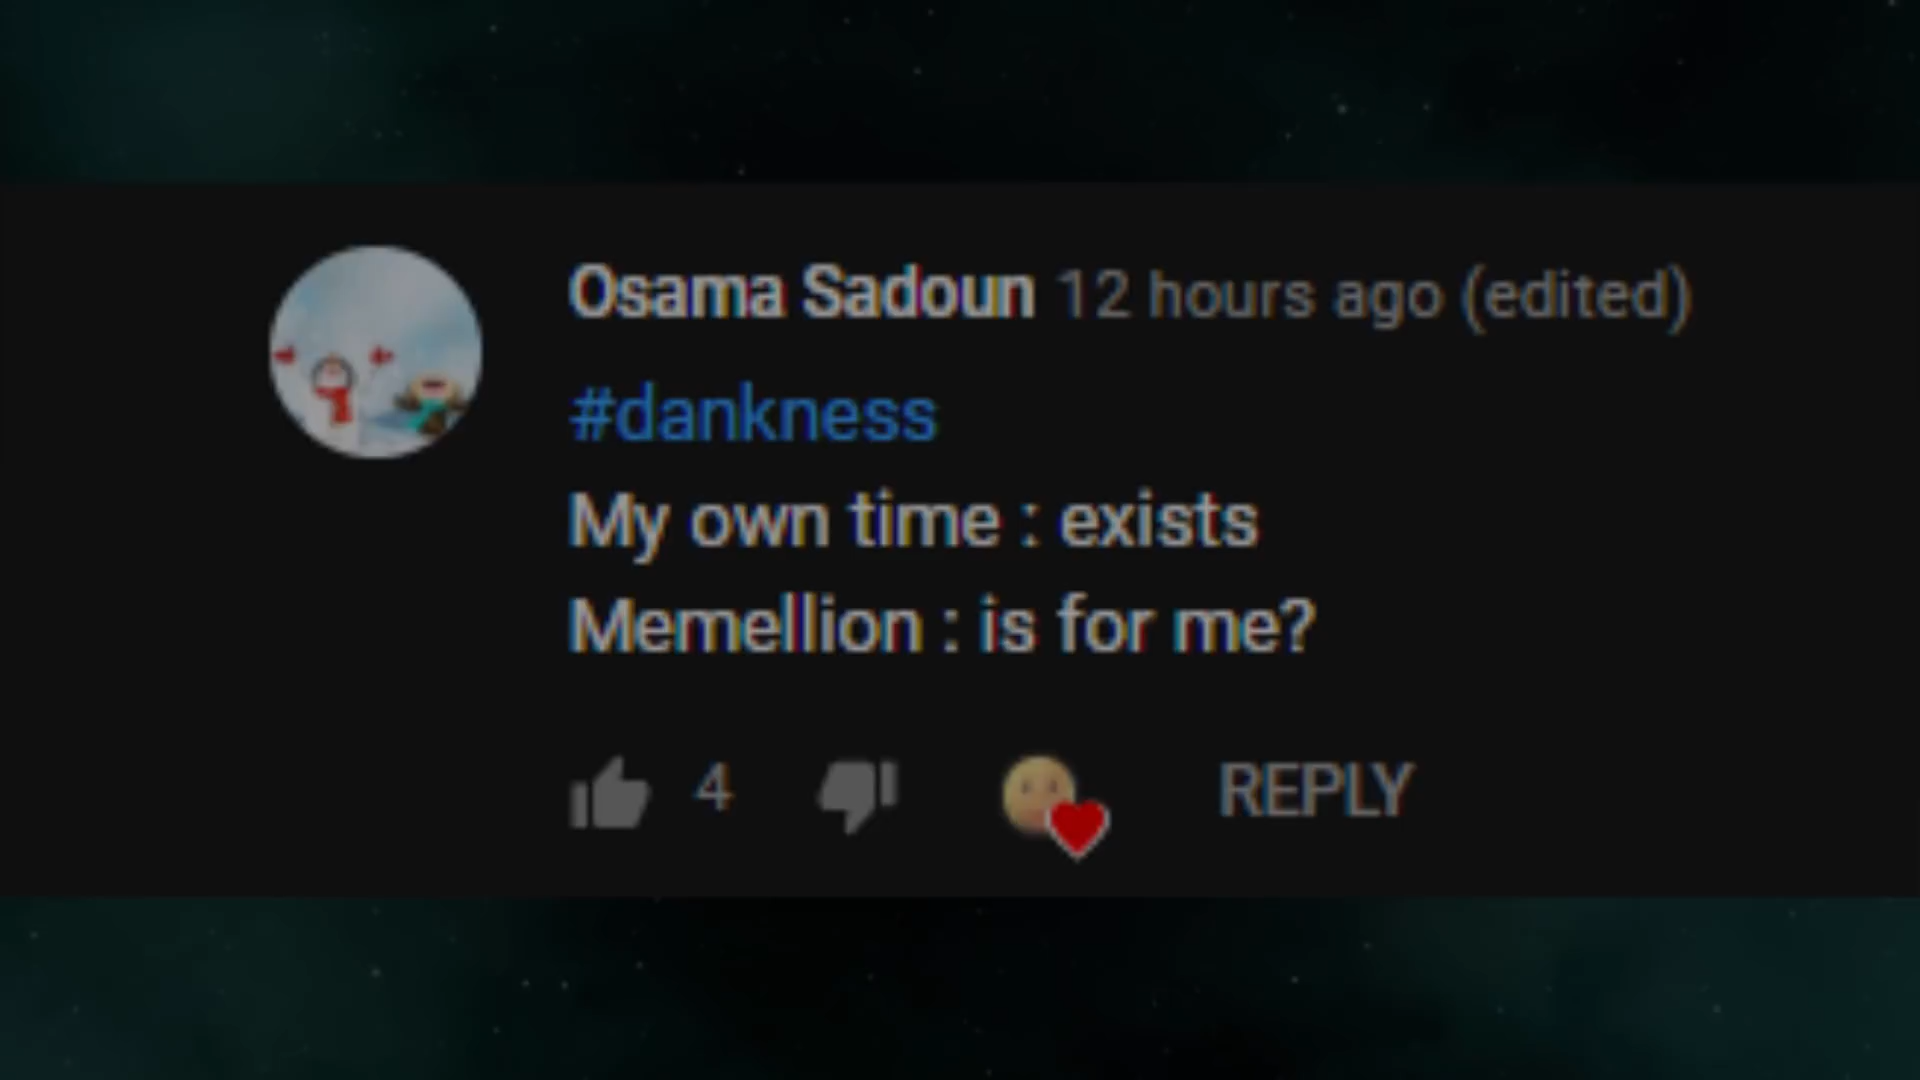 Osama Sadoun 12 hours ago (edited)
#dankness
My own time : exists
Memellion : is for me?
4 REPLY